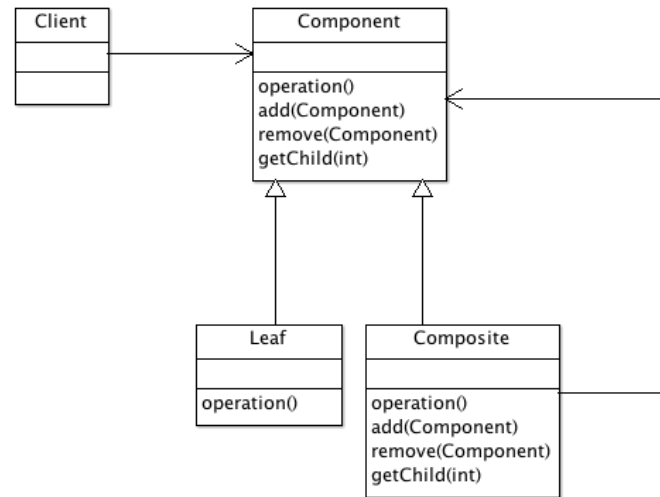 Client
Component
operation()
add(Component)
remove(Component)
getChild(int)
Leaf
operation()
Composite
operation()
add(Component)
remove(Component)
getChild(int)